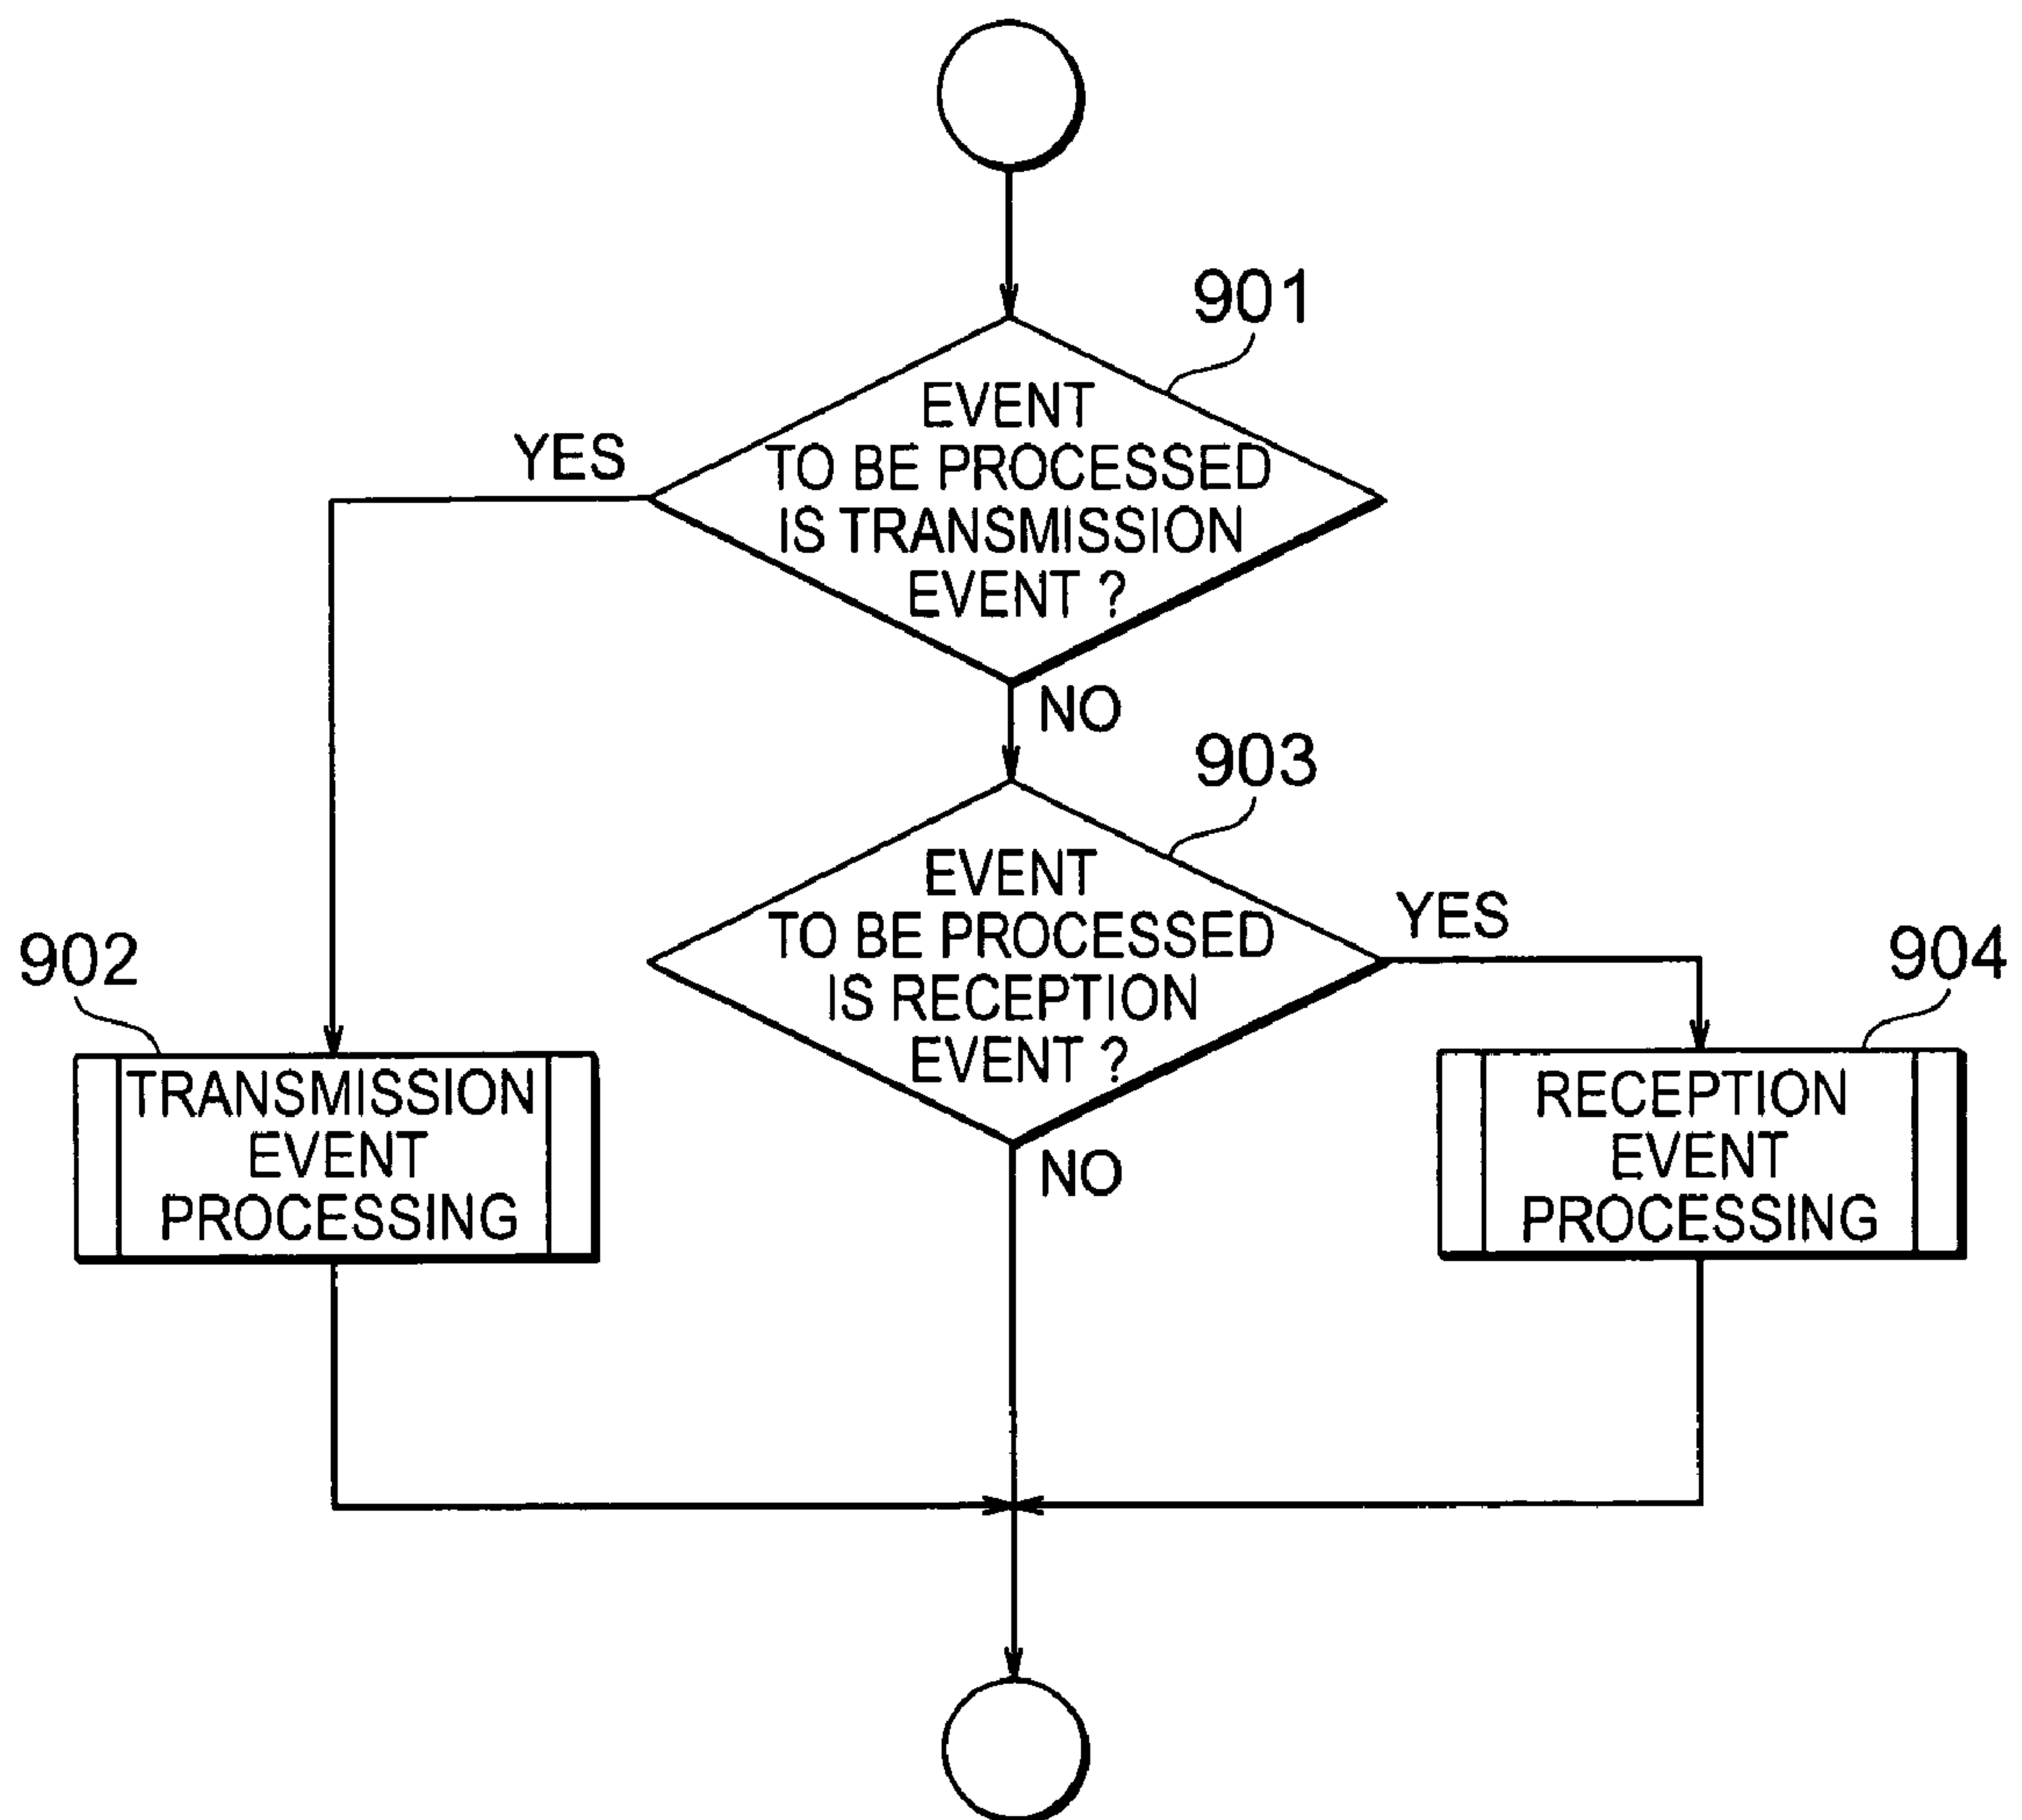 901
EVENT
TO BE PROCESSED
IS TRANSMISSION
EVENT ?
YES
NO
903
EVENT
TO BE PROCESSED
IS RECEPTION
EVENT ?
YES
NO
902
TRANSMISSION
EVENT
PROCESSING
904
RECEPTION
EVENT
PROCESSING